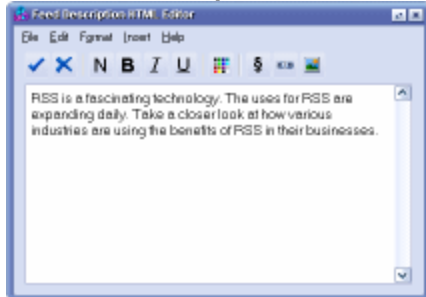 Feed Description HTML Editor
File Edit Format Insert Help
N B I U §
RSS is a fascinating technology. The uses for RSS are
expanding daily. Take a closer look at how various
industries are using the benefits of RSS in their businesses.